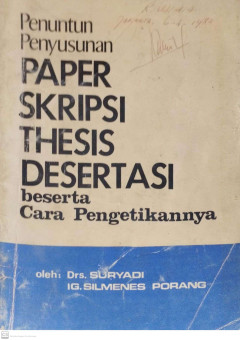 Penuntun
Penyusunan
PAPER
SKRIPSI
THESIS
DESERTASI
beserta
Cara Pengetikannya
oleh: Drs. SURYADI
IG. SILMENES PORANG